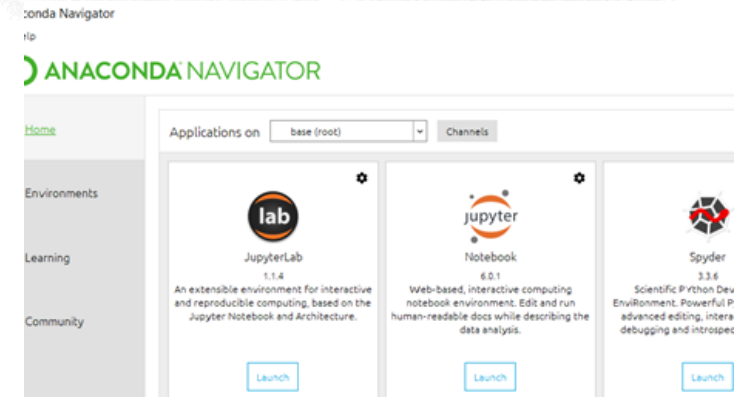 conda Navigator
elp
ANACONDA NAVIGATOR
Home
Applications on base (root) Channels
Environments
Learning
Community
lab
JupyterLab
1.1.4
An extensible environment for interactive
and reproducible computing, based on the
Jupyter Notebook and Architecture.
Launch
jupyter
Notebook
6.0.1
Web-based, interactive computing
notebook environment. Edit and run
human-readable docs while describing the
data analysis.
Launch
Spyder
3.3.6
Scientific PYthon Dev
EnviRonment. Powerful P
advanced editing, intera
debugging and introspec
Launch